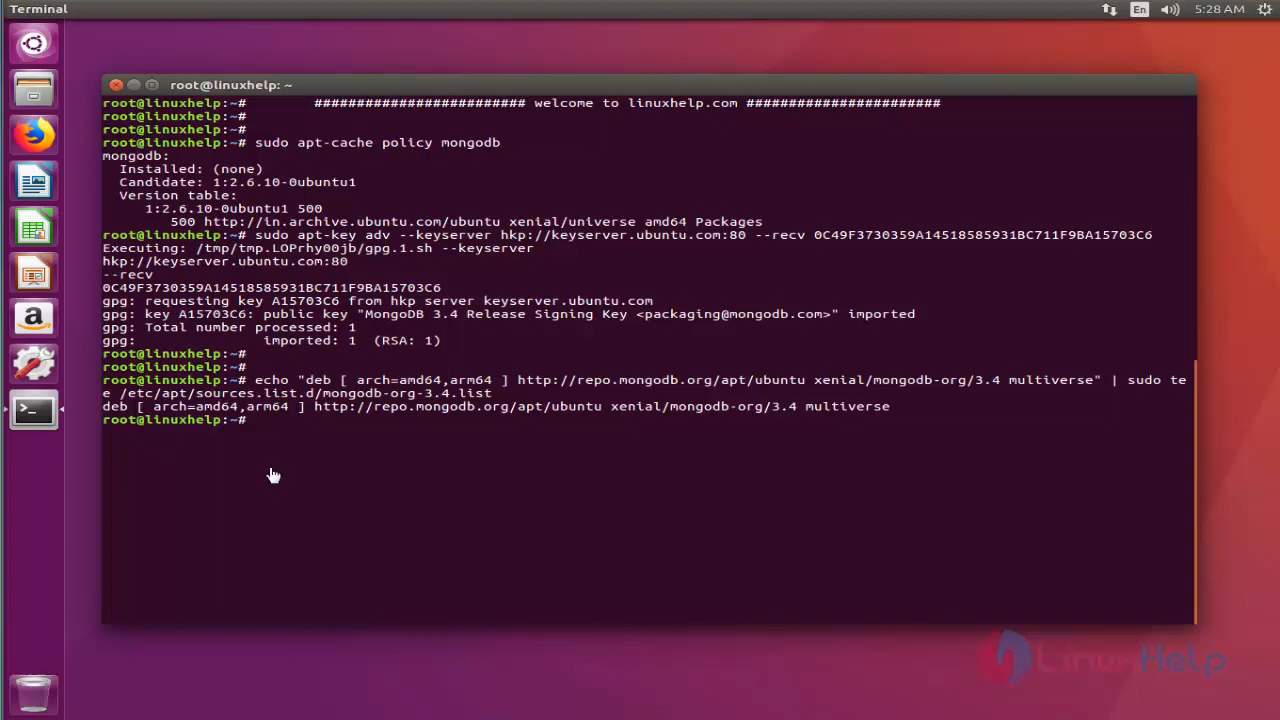 Terminal
En
5:28 AM
root@linuxhelp: ~
root@linuxhelp:~#        ######################### welcome to linuxhelp.com #######################
root@linuxhelp:~#
root@linuxhelp:~#
root@linuxhelp:~# sudo apt-cache policy mongodb
mongodb:
  Installed: (none)
  Candidate: 1:2.6.10-0ubuntu1
  Version table:
     1:2.6.10-0ubuntu1 500
        500 http://in.archive.ubuntu.com/ubuntu xenial/universe amd64 Packages
root@linuxhelp:~# sudo apt-key adv --keyserver hkp://keyserver.ubuntu.com:80 --recv 0C49F3730359A14518585931BC711F9BA15703C6
Executing: /tmp/tmp.LOPrhy00jb/gpg.1.sh --keyserver
hkp://keyserver.ubuntu.com:80
--recv
0C49F3730359A14518585931BC711F9BA15703C6
gpg: requesting key A15703C6 from hkp server keyserver.ubuntu.com
gpg: key A15703C6: public key "MongoDB 3.4 Release Signing Key <packaging@mongodb.com>" imported
gpg: Total number processed: 1
gpg:               imported: 1  (RSA: 1)
root@linuxhelp:~#
root@linuxhelp:~#
root@linuxhelp:~# echo "deb [ arch=amd64,arm64 ] http://repo.mongodb.org/apt/ubuntu xenial/mongodb-org/3.4 multiverse" | sudo te
e /etc/apt/sources.list.d/mongodb-org-3.4.list
deb [ arch=amd64,arm64 ] http://repo.mongodb.org/apt/ubuntu xenial/mongodb-org/3.4 multiverse
root@linuxhelp:~#
LinuxHelp